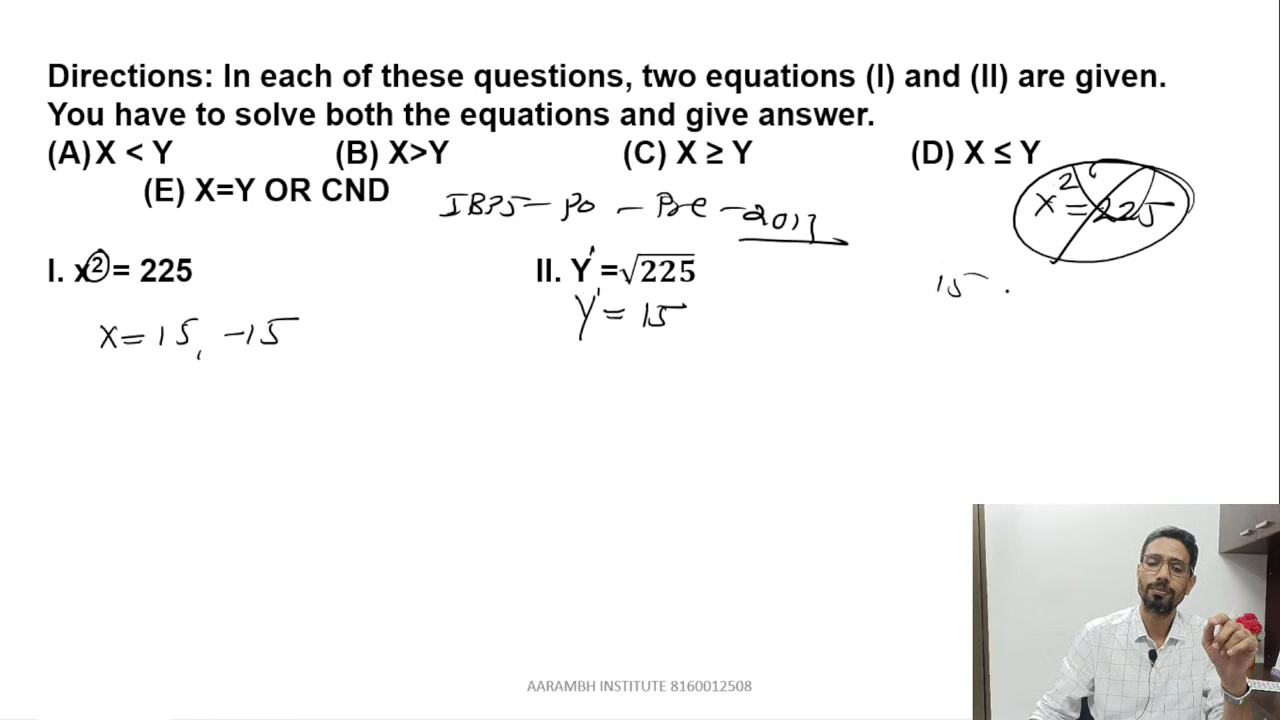 Directions: In each of these questions, two equations (I) and (II) are given.
You have to solve both the equations and give answer.
(A) X < Y (B) X>Y (C) X ≥ Y (D) X ≤ Y
(E) X=Y OR CND
IBPS – PO – Pre – 2017
x² = 225
I. x² = 225 II. Y =√225
15
Y' = 15
x = 15, -15
AARAMBH INSTITUTE 8160012508